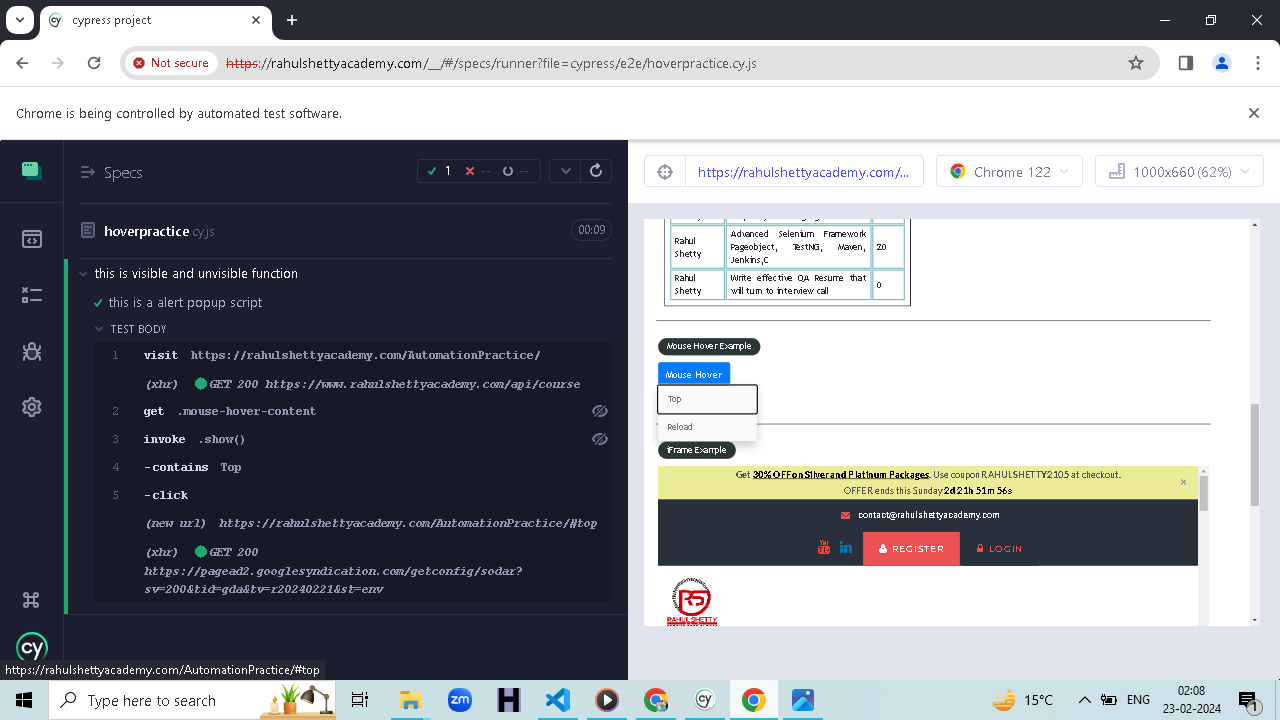 cypress project
Not secure
https://rahulshettyacademy.com/__/#/specs/runner?file=cypress/e2e/hoverpractice.cy.js
Chrome is being controlled by automated test software.
Specs
1 -- --
hoverpractice.cy.js 00:09
this is visible and unvisible function
this is a alert popup script
TEST BODY
1 visit https://rahulshettyacademy.com/AutomationPractice/
(xhr) GET 200 https://www.rahulshettyacademy.com/api/course
2 get .mouse-hover-content
3 invoke .show()
4 -contains Top
5 -click
(new url) https://rahulshettyacademy.com/AutomationPractice/#top
(xhr) GET 200
https://pagead2.googlesyndication.com/getconfig/sodar?
sv=200&tid=gda&tv=r20240221&st=env
cy
https://rahulshettyacademy.com/AutomationPractice/#top
https://rahulshettyacademy.com/...
Chrome 122
1000x660 (62%)
Rahul Shetty
Advanced Selenium Framework
Pageobject, TestNG, Maven,
Jenkins,C
20
Rahul Shetty
Write effective QA Resume that
will turn to interview call
0
Mouse Hover Example
Mouse Hover
Top
Reload
iFrame Example
Get 30% OFF on Silver and Platinum Packages. Use coupon RAHULSHETTY2105 at checkout.
OFFER ends this Sunday 2d 21h 51m 56s
contact@rahulshettyacademy.com
REGISTER
LOGIN
RS
RAHUL SHETTY
Type here to search
zm
H
cy
15°C
ENG
02:08
23-02-2024
1